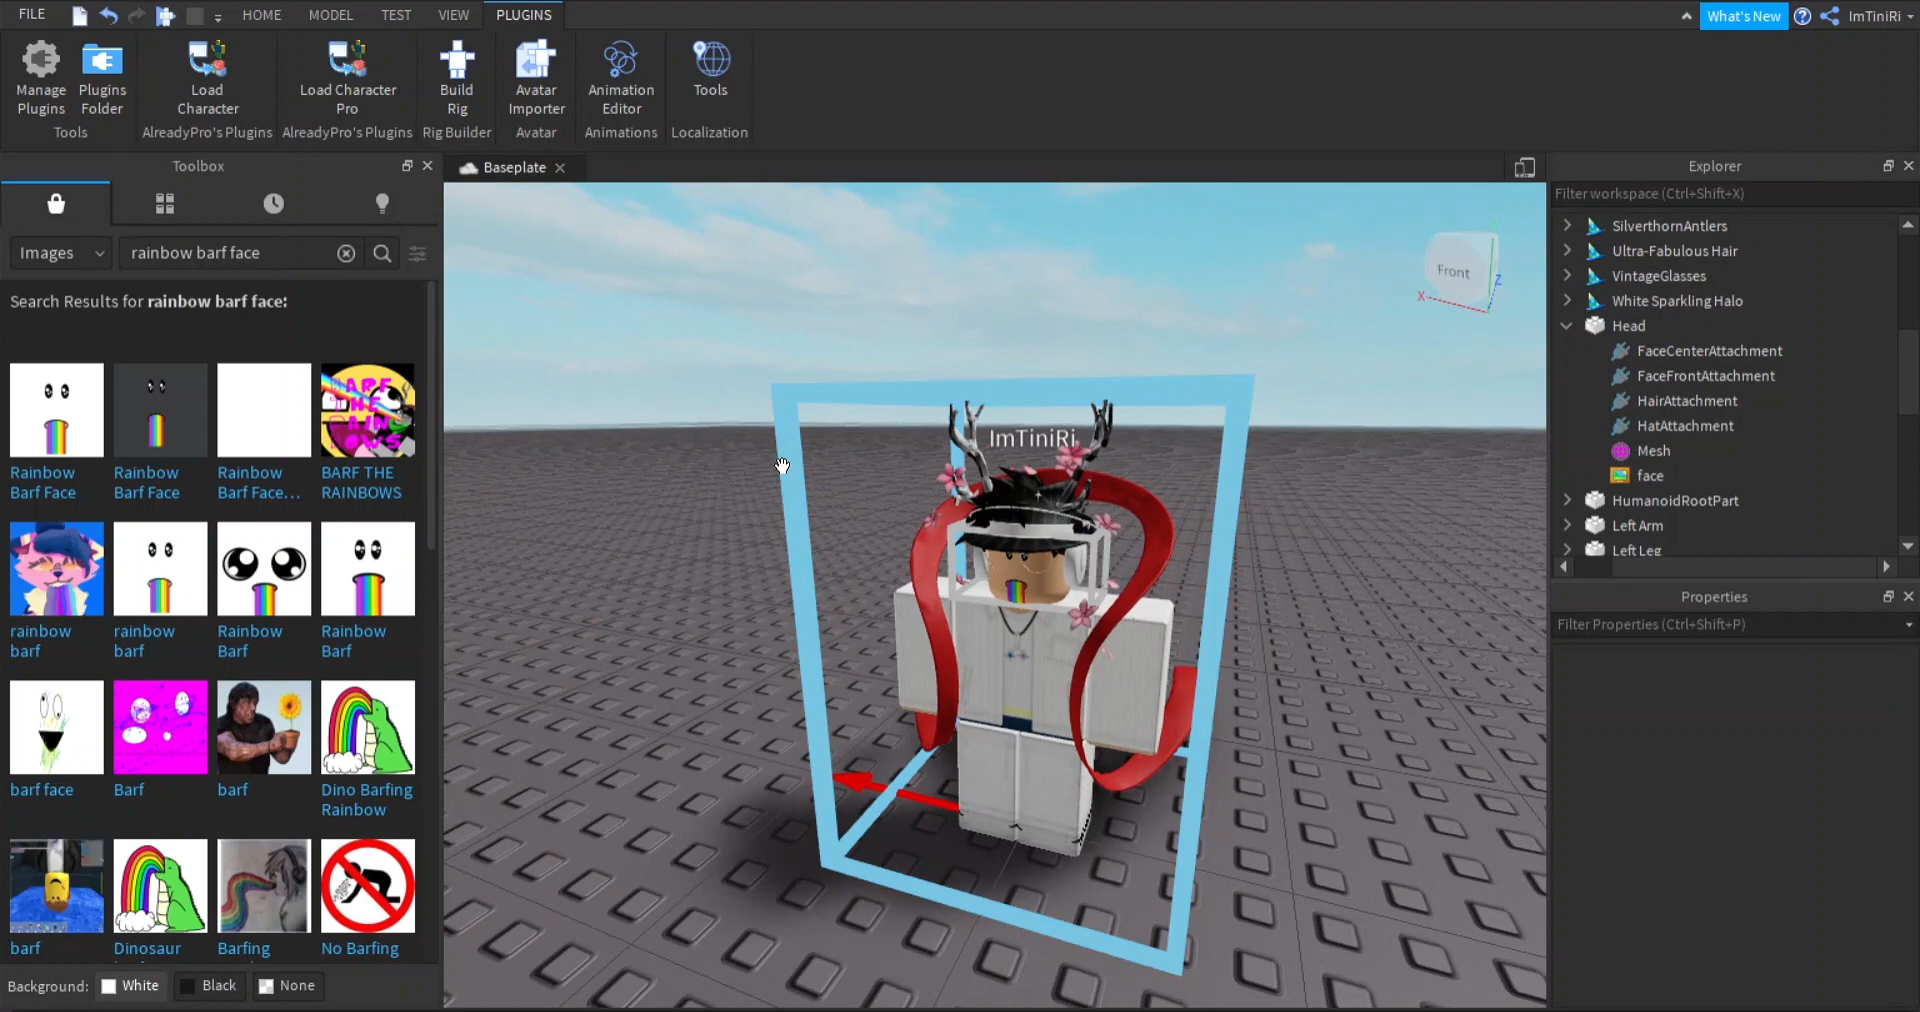 FILE
HOME
MODEL
TEST
VIEW
PLUGINS
What's New
ImTiniRi
Manage Plugins
Plugins Folder
Load Character
Load Character Pro
Build Rig
Avatar Importer
Animation Editor
Tools
Tools
AlreadyPro's Plugins
AlreadyPro's Plugins
Rig Builder
Avatar
Animations
Localization
Toolbox
Baseplate
Explorer
Images
rainbow barf face
Search Results for rainbow barf face:
BARF THE RAINBOWS
Rainbow Barf Face
Rainbow Barf Face
Rainbow Barf Face...
BARF THE RAINBOWS
rainbow barf
rainbow barf
Rainbow Barf
Rainbow Barf
barf face
Barf
barf
Dino Barfing Rainbow
barf
Dinosaur
Barfing
No Barfing
Background:
White
Black
None
Front
X
Z
ImTiniRi
Filter workspace (Ctrl+Shift+X)
SilverthornAntlers
Ultra-Fabulous Hair
VintageGlasses
White Sparkling Halo
Head
FaceCenterAttachment
FaceFrontAttachment
HairAttachment
HatAttachment
Mesh
face
HumanoidRootPart
Left Arm
Left Leg
Properties
Filter Properties (Ctrl+Shift+P)